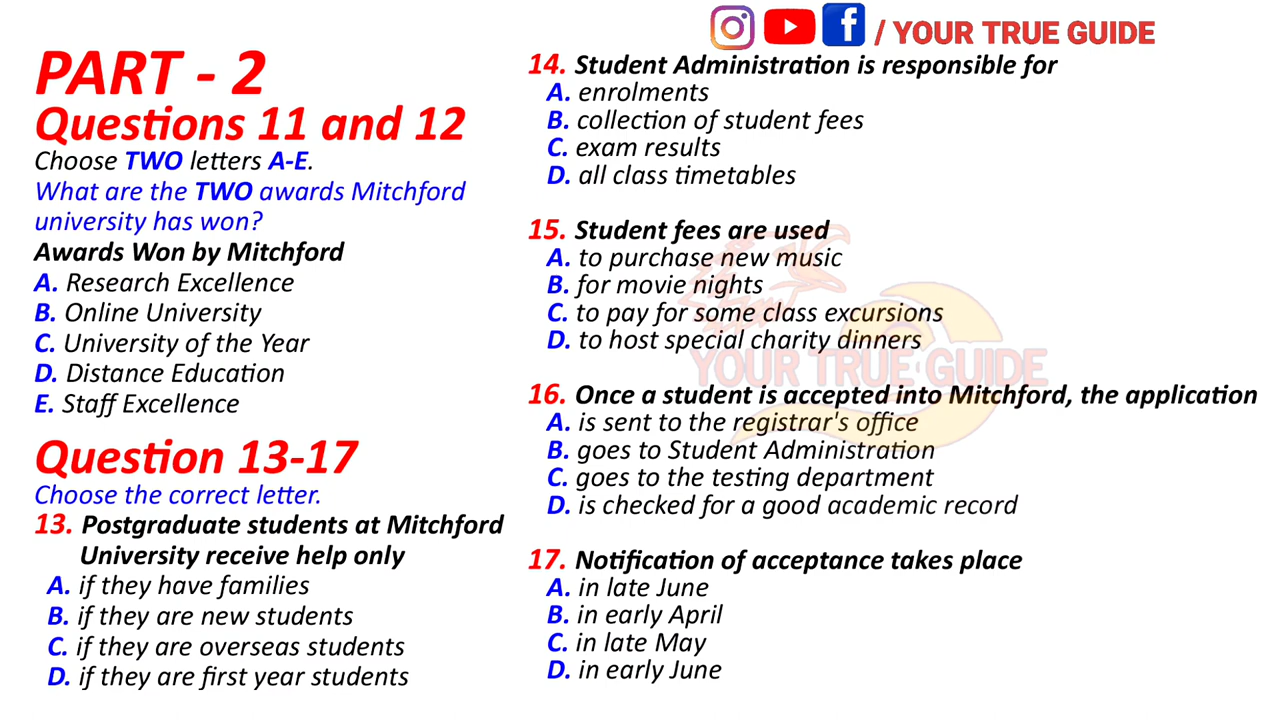 / YOUR TRUE GUIDE
PART - 2
Questions 11 and 12
Choose TWO letters A-E.
What are the TWO awards Mitchford
university has won?
Awards Won by Mitchford
A. Research Excellence
B. Online University
C. University of the Year
D. Distance Education
E. Staff Excellence
Question 13-17
Choose the correct letter.
13. Postgraduate students at Mitchford
University receive help only
A. if they have families
B. if they are new students
C. if they are overseas students
D. if they are first year students
14. Student Administration is responsible for
A. enrolments
B. collection of student fees
C. exam results
D. all class timetables
15. Student fees are used
A. to purchase new music
B. for movie nights
C. to pay for some class excursions
D. to host special charity dinners
YOUR TRUE GUIDE
16. Once a student is accepted into Mitchford, the application
A. is sent to the registrar's office
B. goes to Student Administration
C. goes to the testing department
D. is checked for a good academic record
17. Notification of acceptance takes place
A. in late June
B. in early April
C. in late May
D. in early June